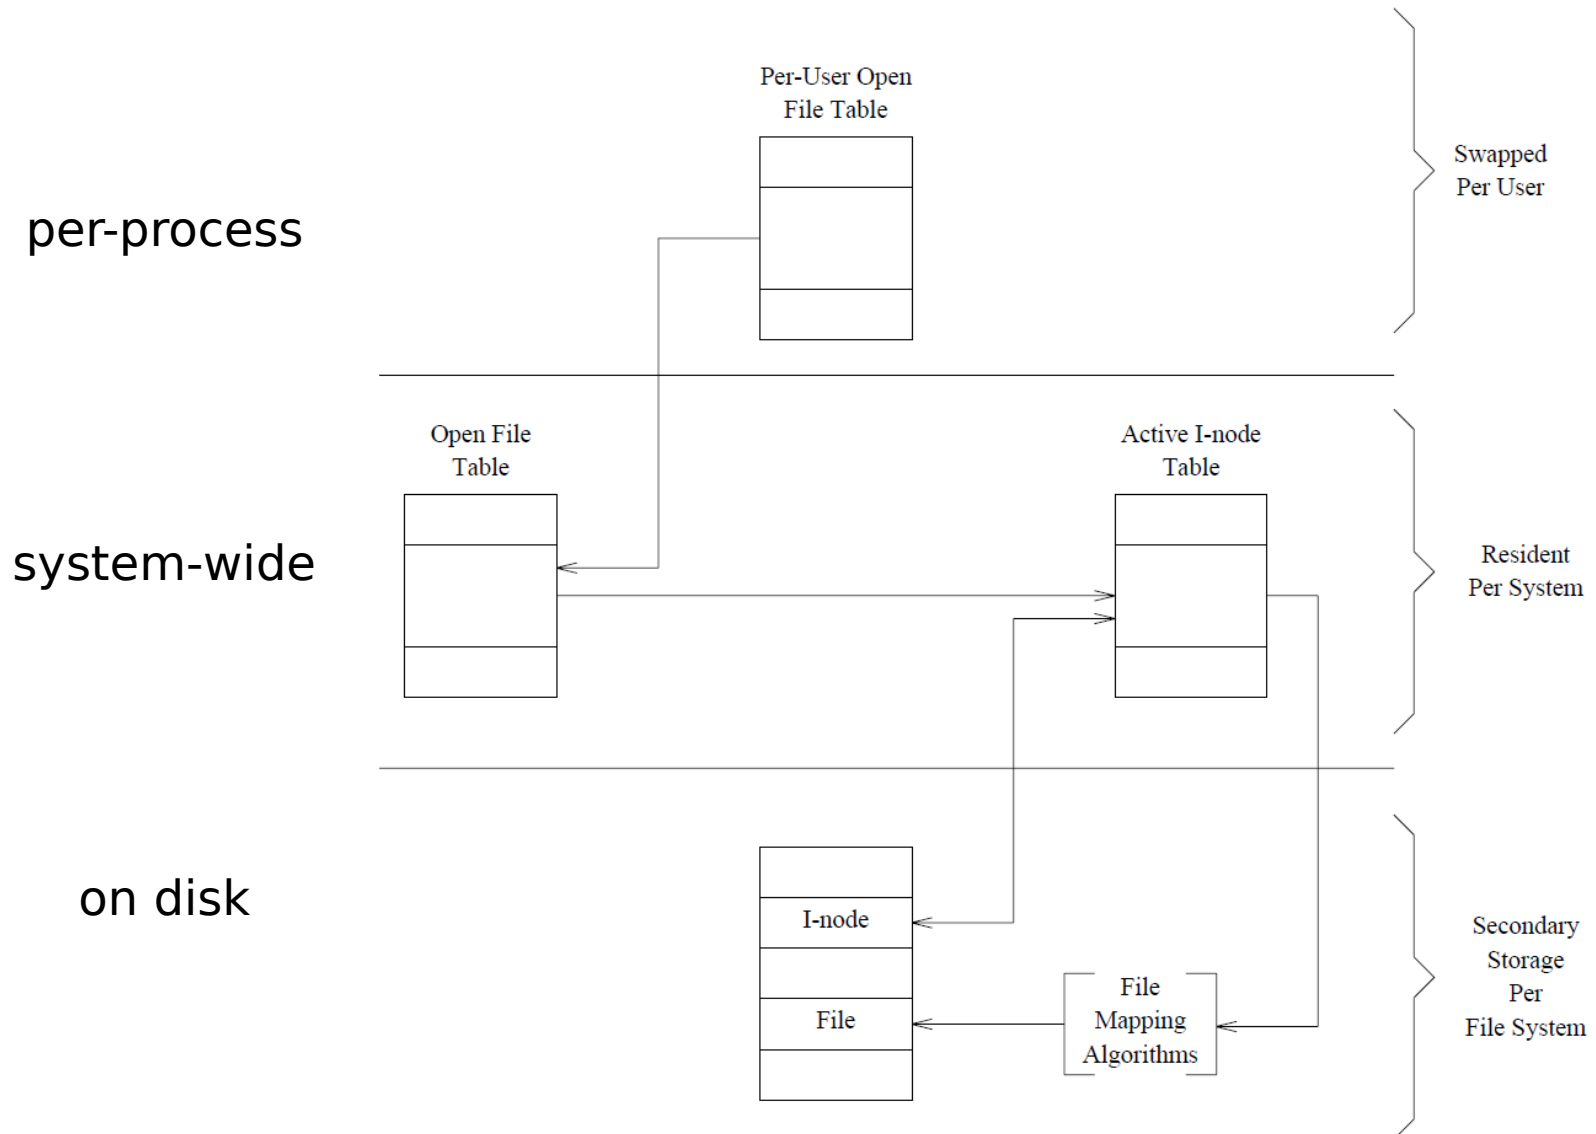 Per-User Open
File Table
Swapped
Per User
per-process
Open File
Table
Active I-node
Table
system-wide
Resident
Per System
on disk
I-node
File
File
Mapping
Algorithms
Secondary
Storage
Per
File System